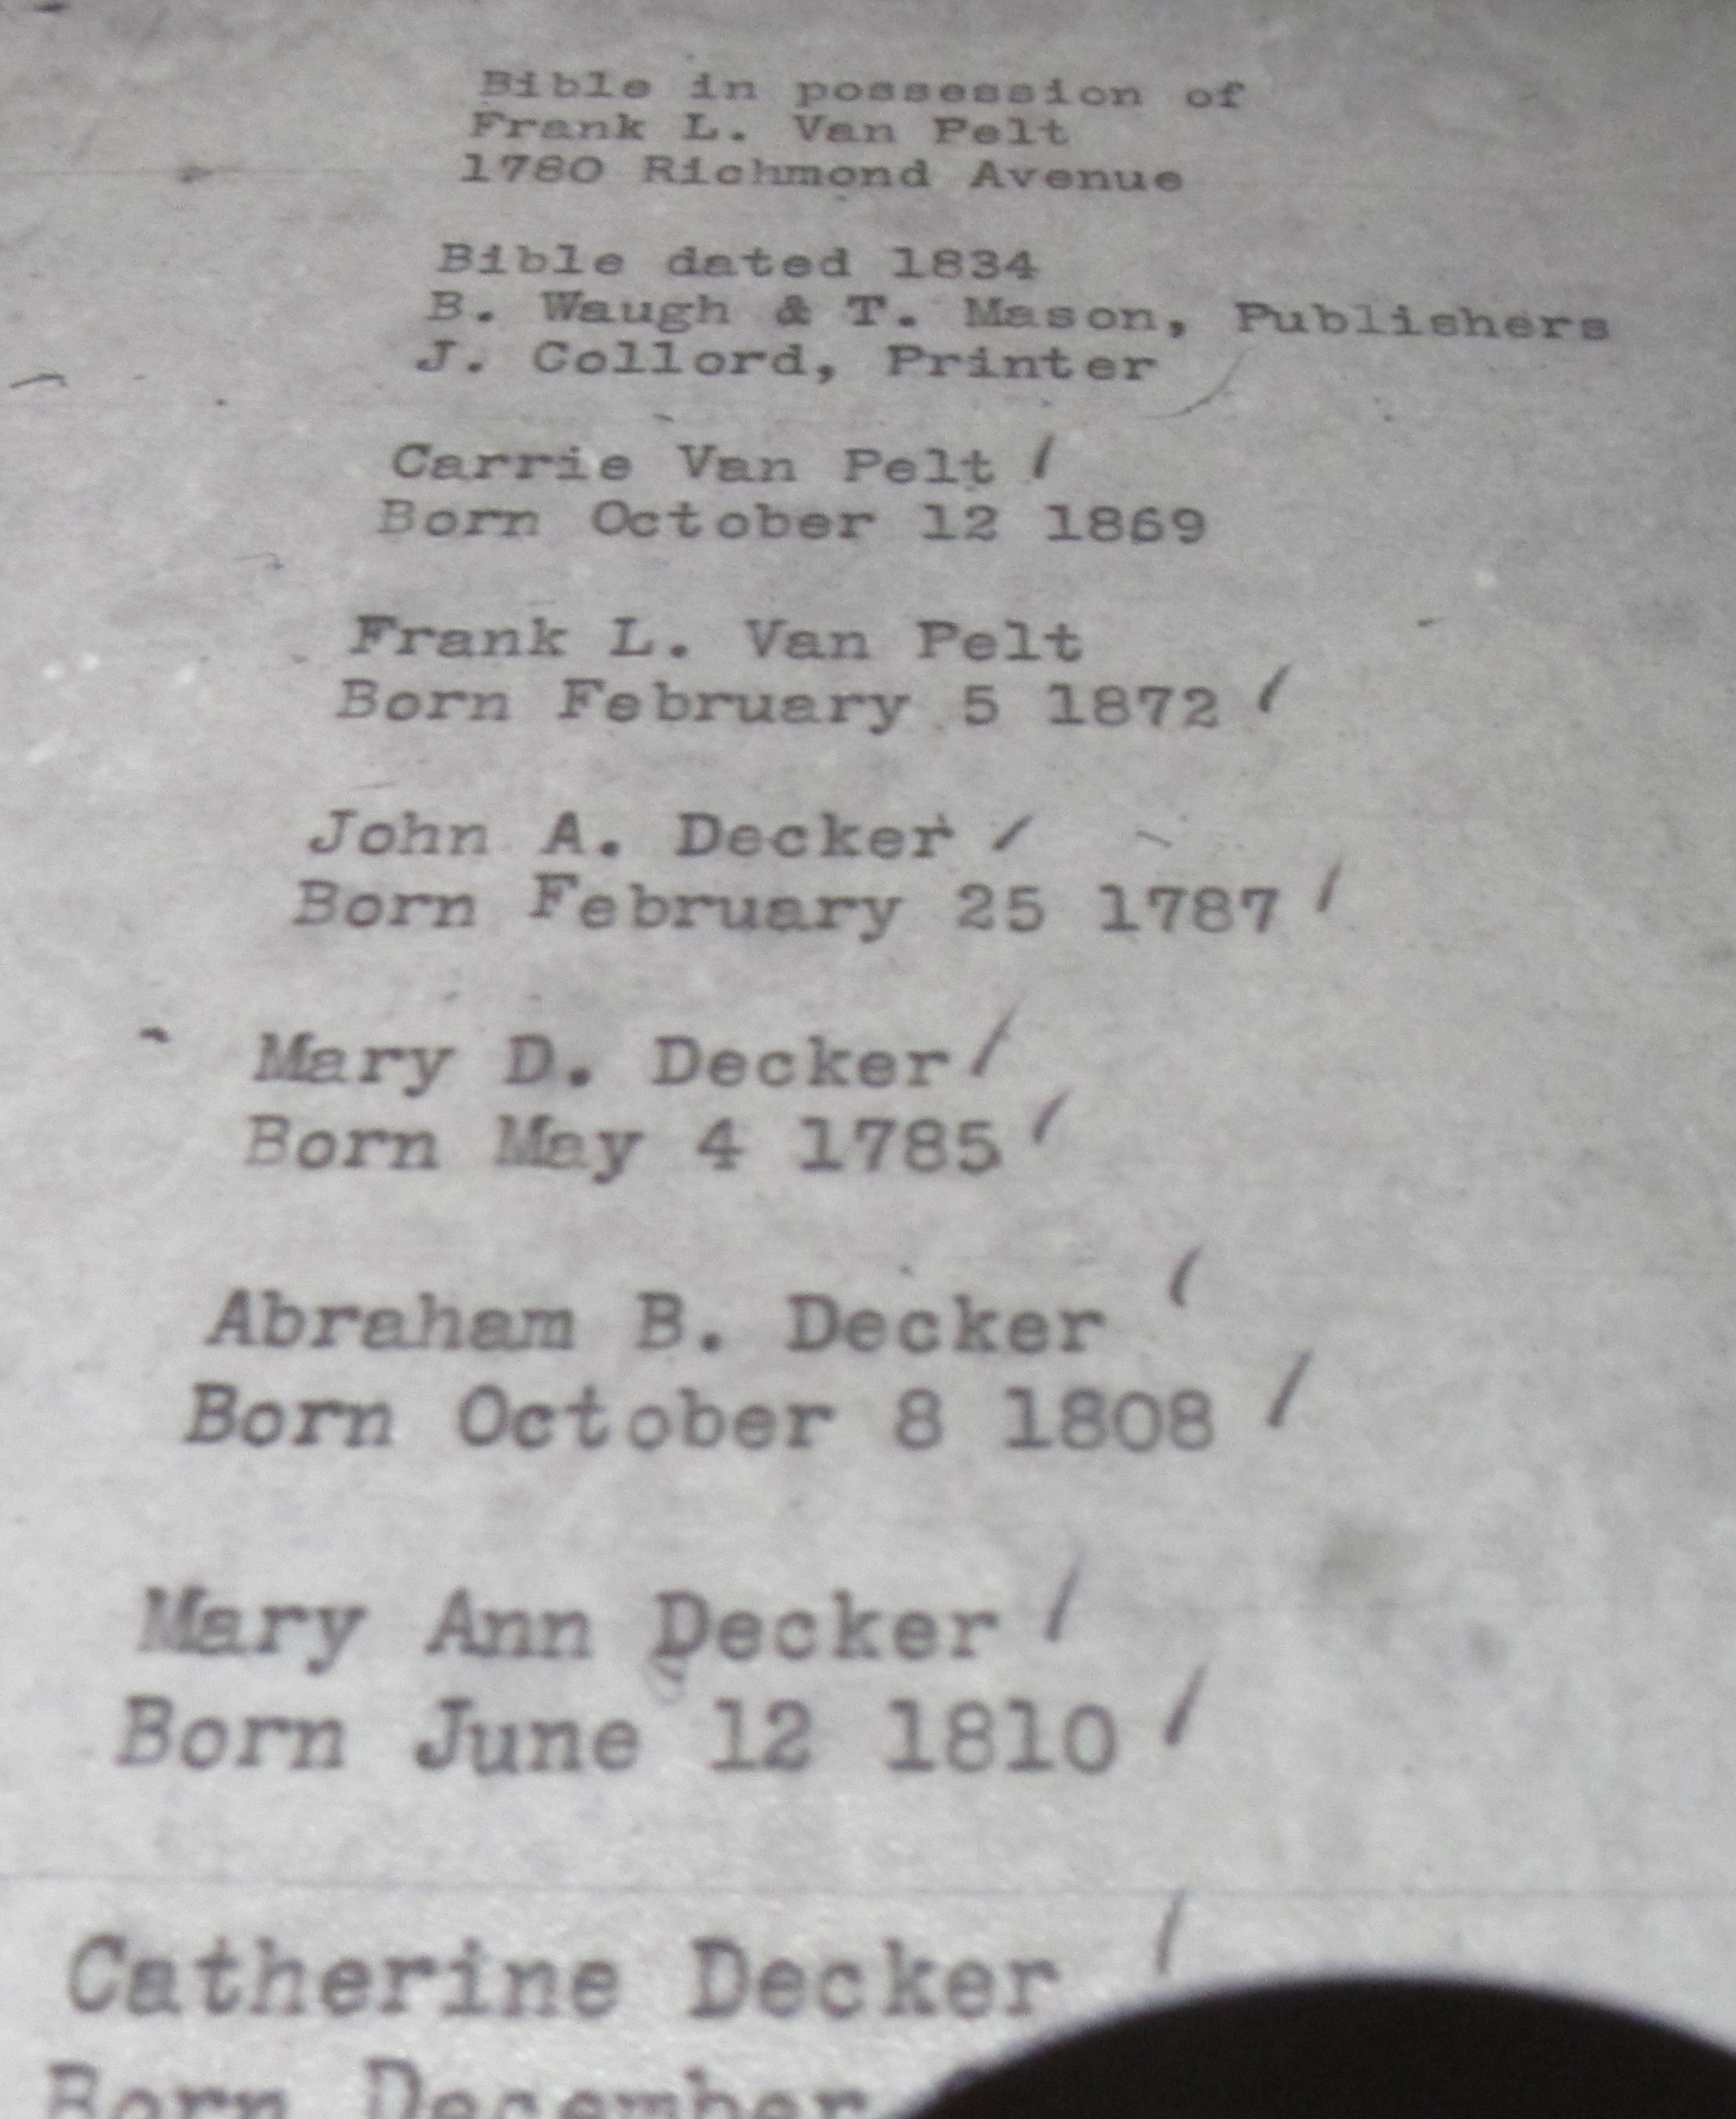 Bible in possession of
Frank L. Van Pelt
1780 Richmond Avenue
Bible dated 1834
B. Waugh & T. Mason, Publishers
J. Collord, Printer
Carrie Van Pelt
Born October 12 1869
Frank L. Van Pelt
Born February 5 1872
John A. Decker
Born February 25 1787
Mary D. Decker
Born May 4 1785
Abraham B. Decker
Born October 8 1808
Mary Ann Decker
Born June 12 1810
Catherine Decker
Born December